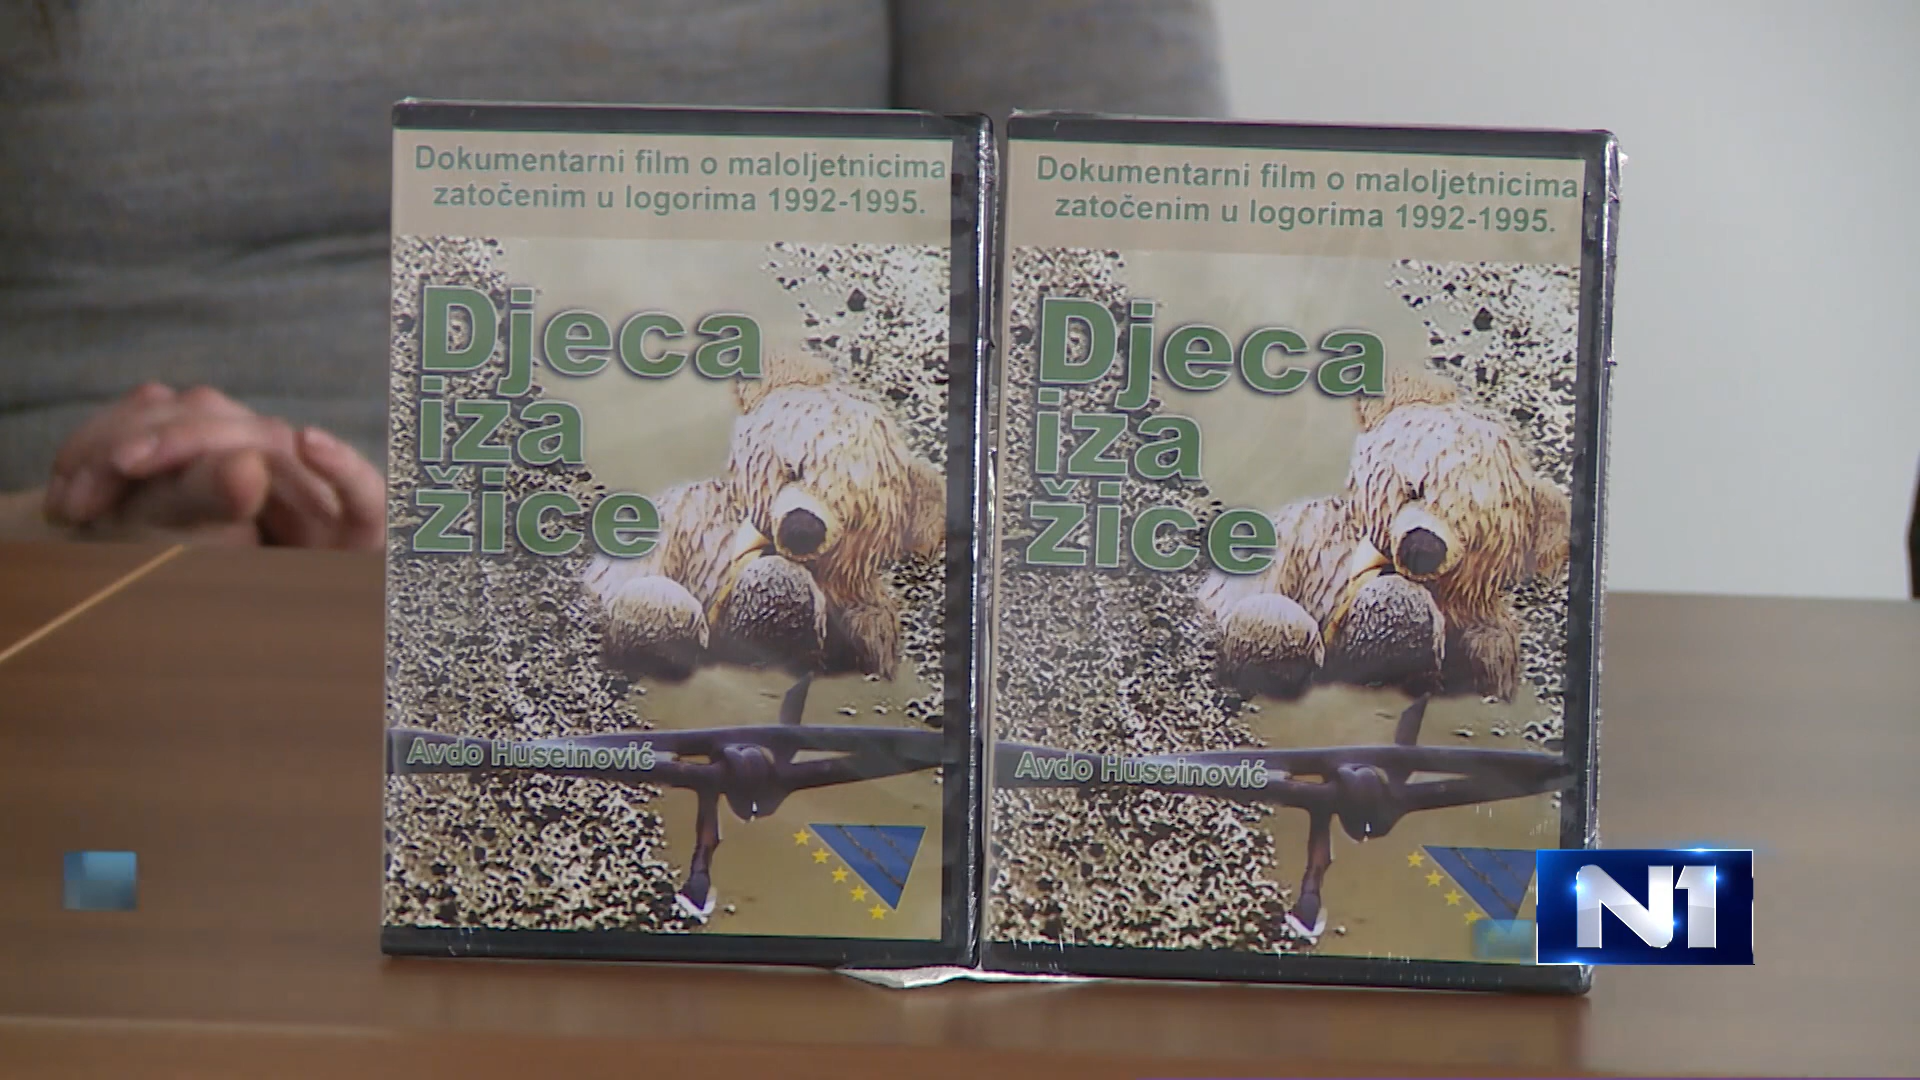 Dokumentarni film o maloljetnicima
zatočenim u logorima 1992-1995.
Djeca
iza
žice
Avdo Huseinović
Dokumentarni film o maloljetnicima
zatočenim u logorima 1992-1995.
Djeca
iza
žice
Avdo Huseinović
N1